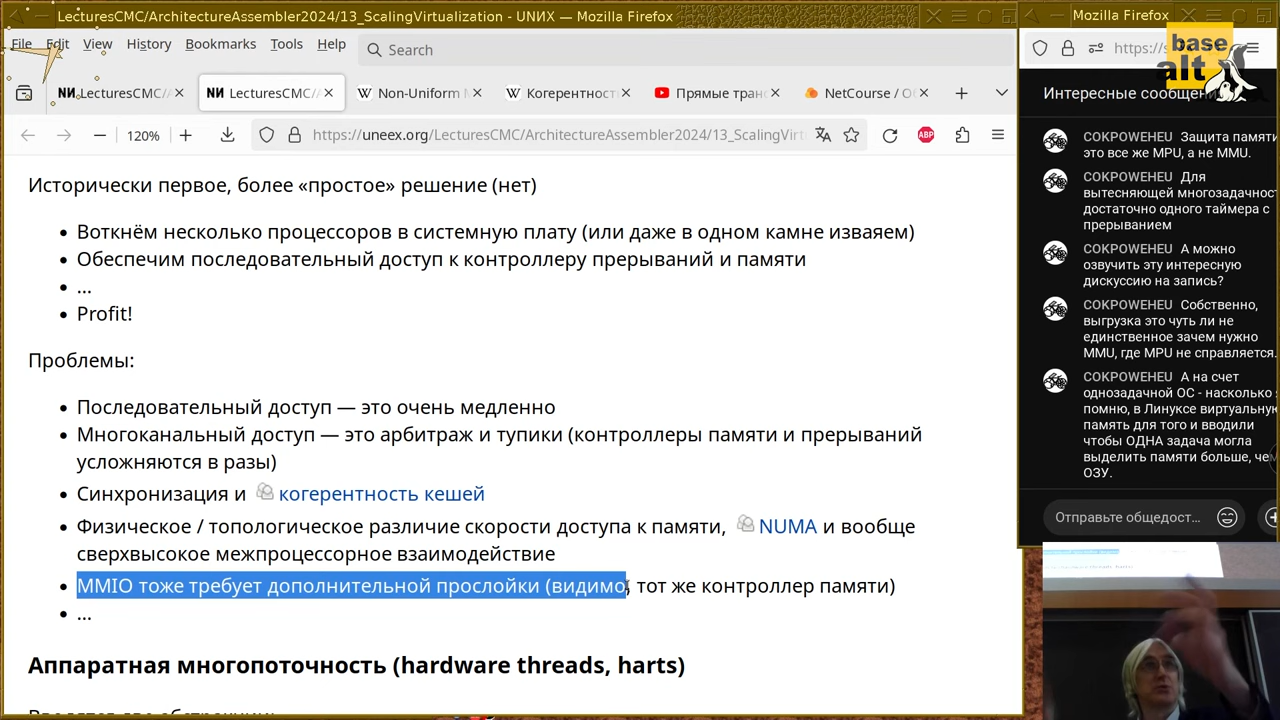 LecturesCMC/ArchitectureAssembler2024/13_ScalingVirtualization - UNИX — Mozilla Firefox
File Edit View History Bookmarks Tools Help
Search
LecturesCMC/A
LecturesCMC/
Non-Uniform M
Когерентност
Прямые тран
NetCourse / О
120%
https://uneex.org/LecturesCMC/ArchitectureAssembler2024/13_ScalingVirt
ABP
Исторически первое, более «простое» решение (нет)
Воткнём несколько процессоров в системную плату (или даже в одном камне изваяем)
Обеспечим последовательный доступ к контроллеру прерываний и памяти
...
Profit!
Проблемы:
Последовательный доступ — это очень медленно
Многоканальный доступ — это арбитраж и тупики (контроллеры памяти и прерываний
усложняются в разы)
Синхронизация и когерентность кешей
Физическое / топологическое различие скорости доступа к памяти, NUMA и вообще
сверхвысокое межпроцессорное взаимодействие
MMIO тоже требует дополнительной прослойки (видимо, тот же контроллер памяти)
...
Аппаратная многопоточность (hardware threads, harts)
Mozilla Firefox
https://s
base
alt
Интересные сообщени
COKPOWEHEU Защита памяти
это все же MPU, а не MMU.
COKPOWEHEU Для
вытесняющей многозадачност
достаточно одного таймера с
прерыванием
COKPOWEHEU А можно
озвучить эту интересную
дискуссию на запись?
COKPOWEHEU Собственно,
выгрузка это чуть ли не
единственное зачем нужно
MMU, где MPU не справляется.
COKPOWEHEU А на счет
однозадачной ОС - насколько я
помню, в Линуксе виртуальную
память для того и вводили
чтобы ОДНА задача могла
выделить памяти больше, чем
ОЗУ.
Отправьте общедост...